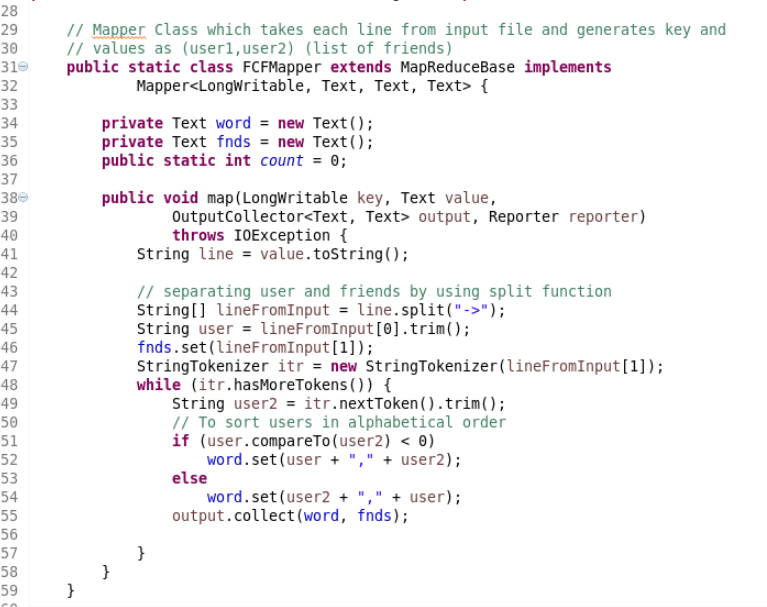 28
29 // Mapper Class which takes each line from input file and generates key and
30 // values as (user1,user2) (list of friends)
31 public static class FCFMapper extends MapReduceBase implements
32 Mapper<LongWritable, Text, Text, Text> {
33
34 private Text word = new Text();
35 private Text fnds = new Text();
36 public static int count = 0;
37
38 public void map(LongWritable key, Text value,
39 OutputCollector<Text, Text> output, Reporter reporter)
40 throws IOException {
41 String line = value.toString();
42
43 // separating user and friends by using split function
44 String[] lineFromInput = line.split("->");
45 String user = lineFromInput[0].trim();
46 fnds.set(lineFromInput[1]);
47 StringTokenizer itr = new StringTokenizer(lineFromInput[1]);
48 while (itr.hasMoreTokens()) {
49 String user2 = itr.nextToken().trim();
50 // To sort users in alphabetical order
51 if (user.compareTo(user2) < 0)
52 word.set(user + "," + user2);
53 else
54 word.set(user2 + "," + user);
55 output.collect(word, fnds);
56
57 }
58 }
59 }